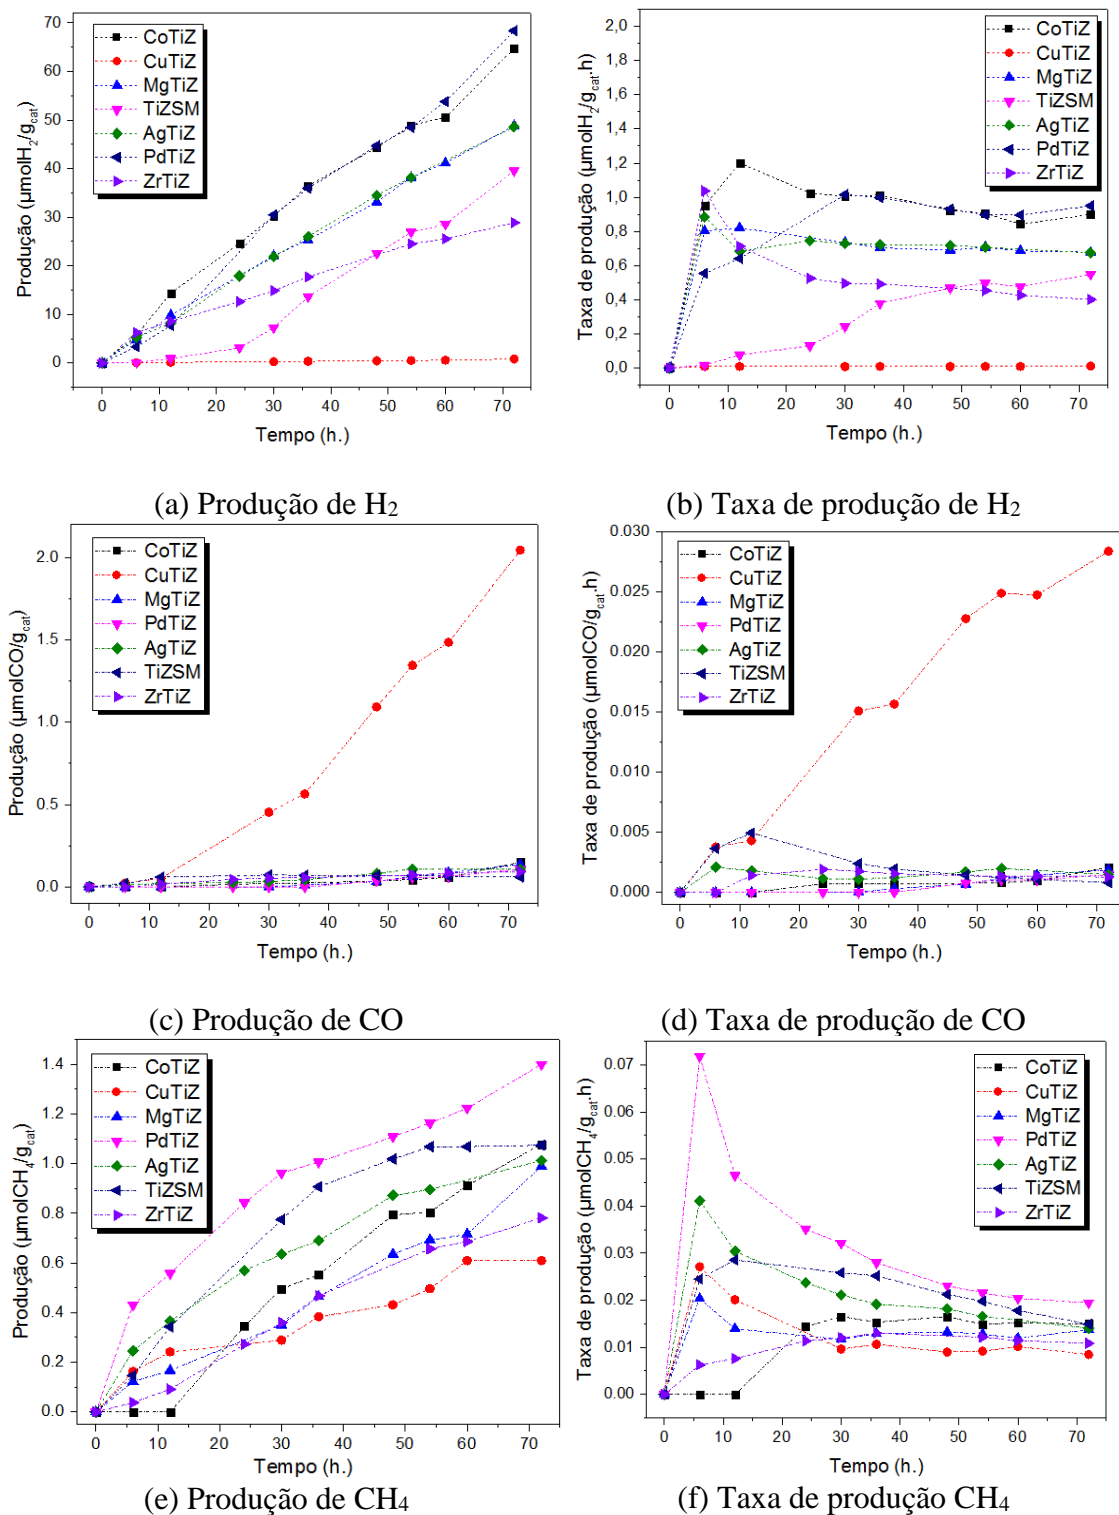 70
60
50
40
30
20
10
0
Produção (µmolH2/gcat)
CoTiZ
CuTiZ
MgTiZ
TiZSM
AgTiZ
PdTiZ
ZrTiZ
0 10 20 30 40 50 60 70
Tempo (h.)
2,0
1,8
1,6
1,4
1,2
1,0
0,8
0,6
0,4
0,2
0,0
Taxa de produção (µmolH2/gcat.h)
CoTiZ
CuTiZ
MgTiZ
TiZSM
AgTiZ
PdTiZ
ZrTiZ
0 10 20 30 40 50 60 70
Tempo (h.)
(a) Produção de H2
(b) Taxa de produção de H2
2.0
1.5
1.0
0.5
0.0
Produção (µmolCO/gcat)
CoTiZ
CuTiZ
MgTiZ
PdTiZ
AgTiZ
TiZSM
ZrTiZ
0 10 20 30 40 50 60 70
Tempo (h.)
0.030
0.025
0.020
0.015
0.010
0.005
0.000
Taxa de produção (µmolCO/gcat.h)
CoTiZ
CuTiZ
MgTiZ
PdTiZ
AgTiZ
TiZSM
ZrTiZ
0 10 20 30 40 50 60 70
Tempo (h.)
(c) Produção de CO
(d) Taxa de produção de CO
1.4
1.2
1.0
0.8
0.6
0.4
0.2
0.0
Produção (µmolCH4/gcat)
CoTiZ
CuTiZ
MgTiZ
PdTiZ
AgTiZ
TiZSM
ZrTiZ
0 10 20 30 40 50 60 70
Tempo (h.)
0.07
0.06
0.05
0.04
0.03
0.02
0.01
0.00
Taxa de produção (µmolCH4/gcat.h)
CoTiZ
CuTiZ
MgTiZ
PdTiZ
AgTiZ
TiZSM
ZrTiZ
0 10 20 30 40 50 60 70
Tempo (h.)
(e) Produção de CH4
(f) Taxa de produção CH4